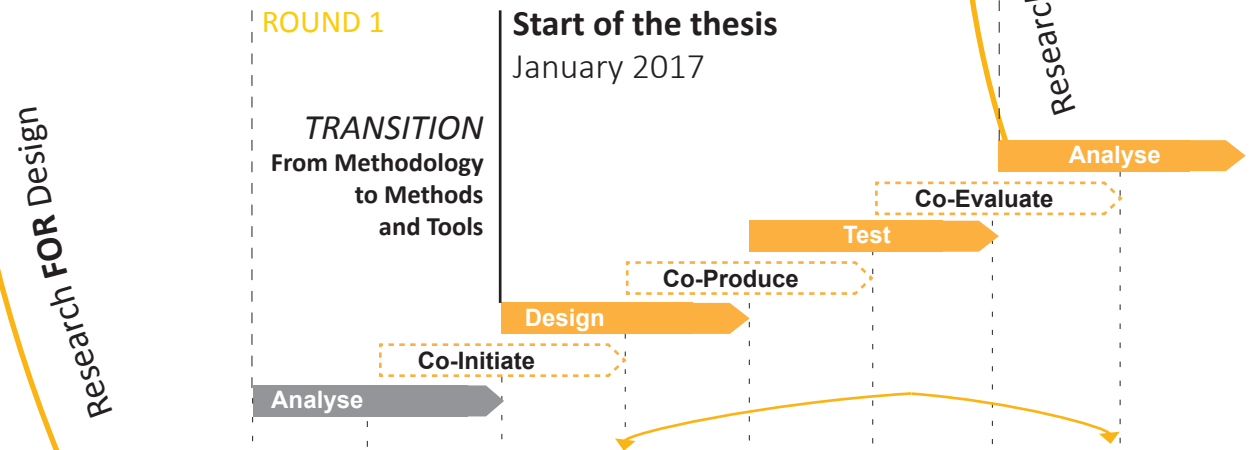 ROUND 1
Start of the thesis
January 2017
Research
TRANSITION
From Methodology
to Methods
and Tools
Research FOR Design
Analyse
Co-Evaluate
Test
Co-Produce
Design
Co-Initiate
Analyse